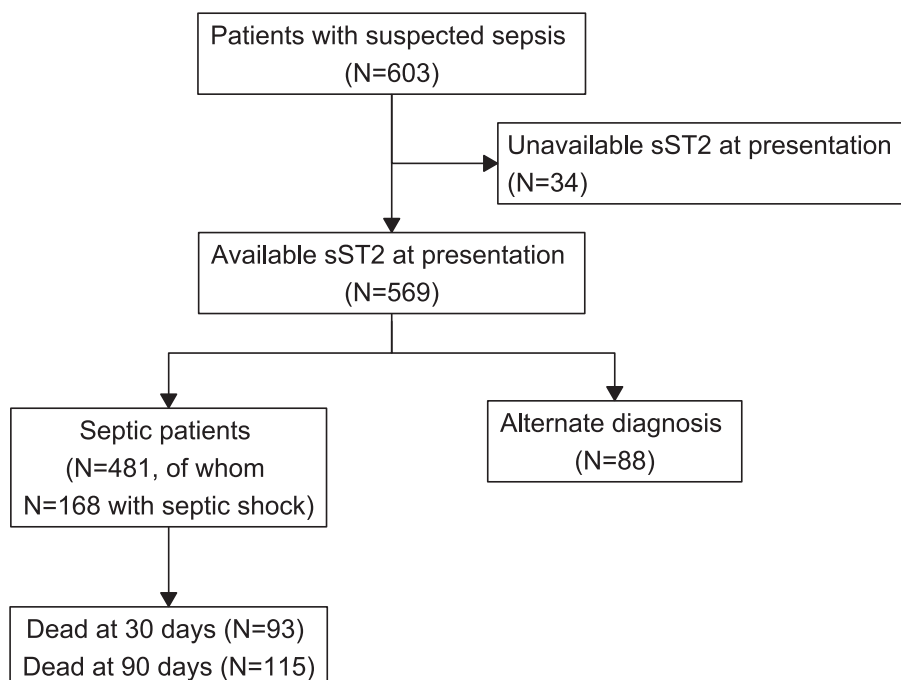 Patients with suspected sepsis
(N=603)
Unavailable sST2 at presentation
(N=34)
Available sST2 at presentation
(N=569)
Septic patients
(N=481, of whom
N=168 with septic shock)
Alternate diagnosis
(N=88)
Dead at 30 days (N=93)
Dead at 90 days (N=115)